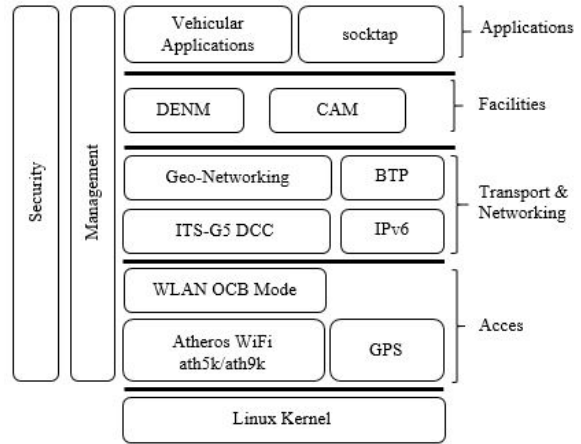 Security
Management
Vehicular
Applications
socktap
Applications
DENM
CAM
Facilities
Geo-Networking
BTP
ITS-G5 DCC
IPv6
Transport &
Networking
WLAN OCB Mode
Atheros WiFi
ath5k/ath9k
GPS
Acces
Linux Kernel